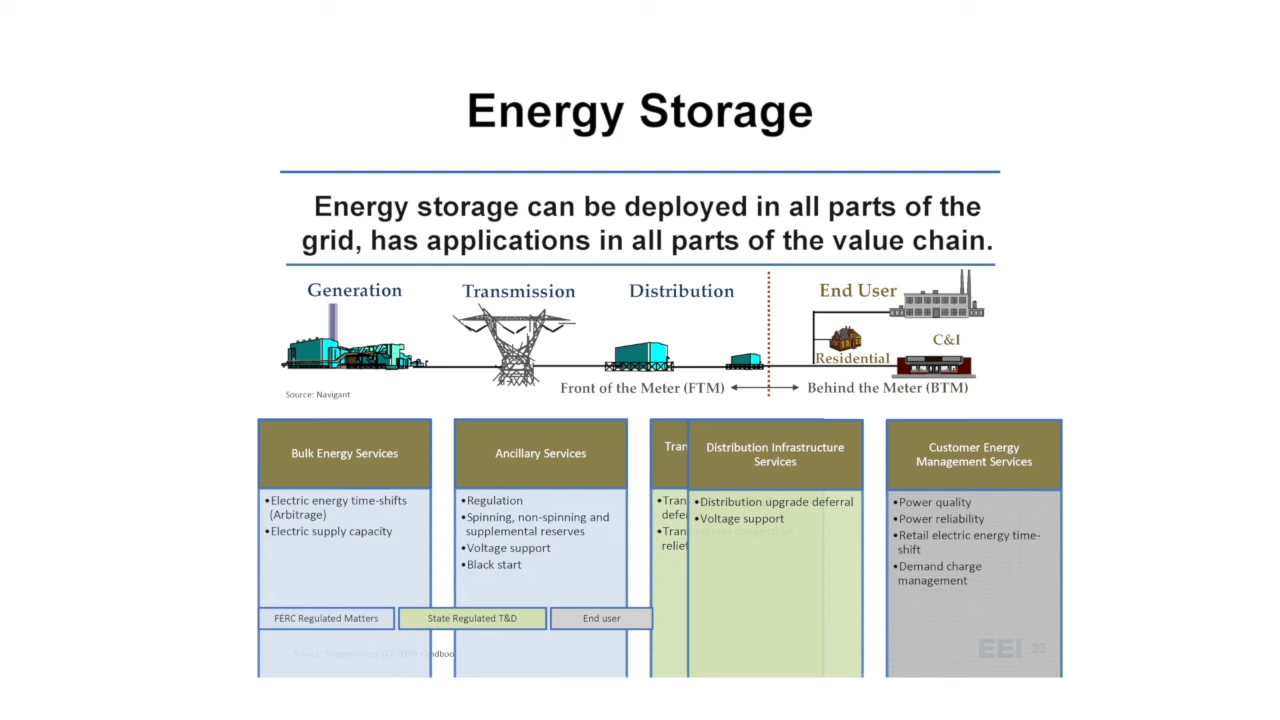 Energy Storage
Energy storage can be deployed in all parts of the
grid, has applications in all parts of the value chain.
Generation
Transmission
Distribution
End User
C&I
Residential
Front of the Meter (FTM)
Behind the Meter (BTM)
Source: Navigant
Bulk Energy Services
•Electric energy time-shifts
(Arbitrage)
•Electric supply capacity
Ancillary Services
•Regulation
•Spinning, non-spinning and
supplemental reserves
•Voltage support
•Black start
Distribution Infrastructure
Services
•Distribution upgrade deferral
•Voltage support
Customer Energy
Management Services
•Power quality
•Power reliability
•Retail electric energy time-
shift
•Demand charge
management
FERC Regulated Matters
State Regulated T&D
End user
EEI